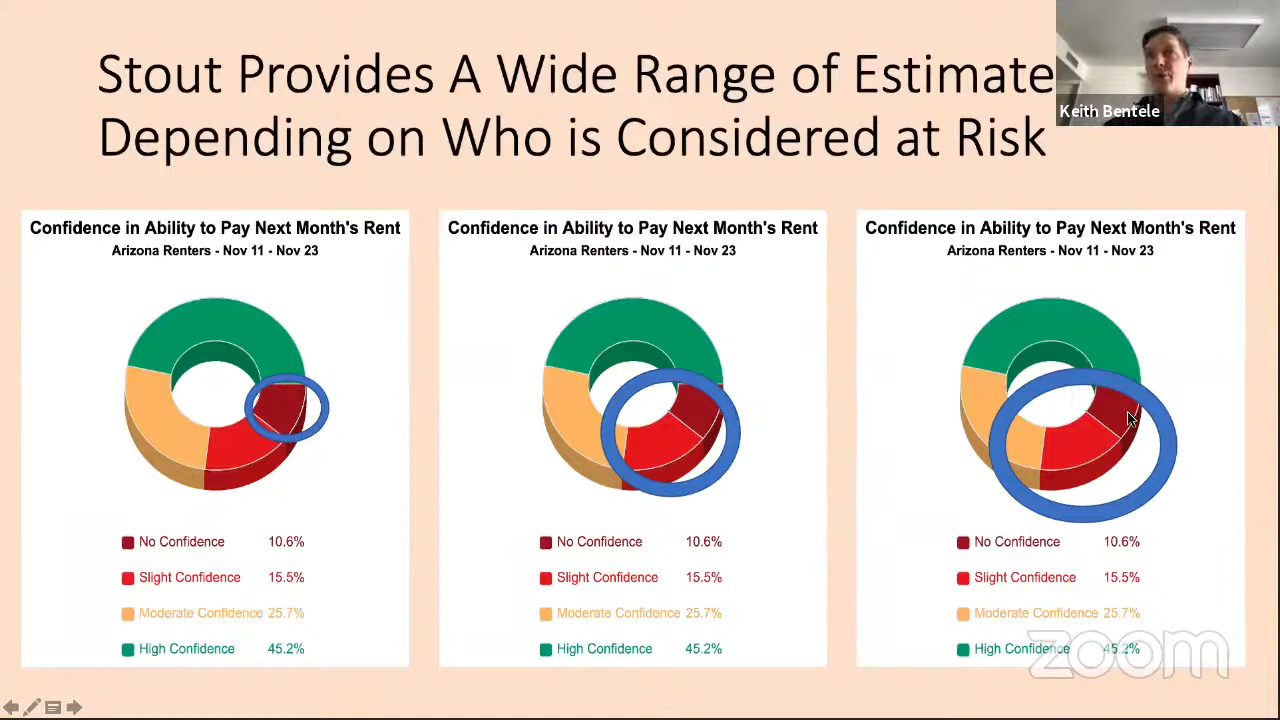 Stout Provides A Wide Range of Estimate
Depending on Who is Considered at Risk
Keith Bentele
Confidence in Ability to Pay Next Month's Rent
Arizona Renters - Nov 11 - Nov 23
No Confidence 10.6%
Slight Confidence 15.5%
Moderate Confidence 25.7%
High Confidence 45.2%
Confidence in Ability to Pay Next Month's Rent
Arizona Renters - Nov 11 - Nov 23
No Confidence 10.6%
Slight Confidence 15.5%
Moderate Confidence 25.7%
High Confidence 45.2%
Confidence in Ability to Pay Next Month's Rent
Arizona Renters - Nov 11 - Nov 23
No Confidence 10.6%
Slight Confidence 15.5%
Moderate Confidence 25.7%
High Confidence 45.2%
zoom